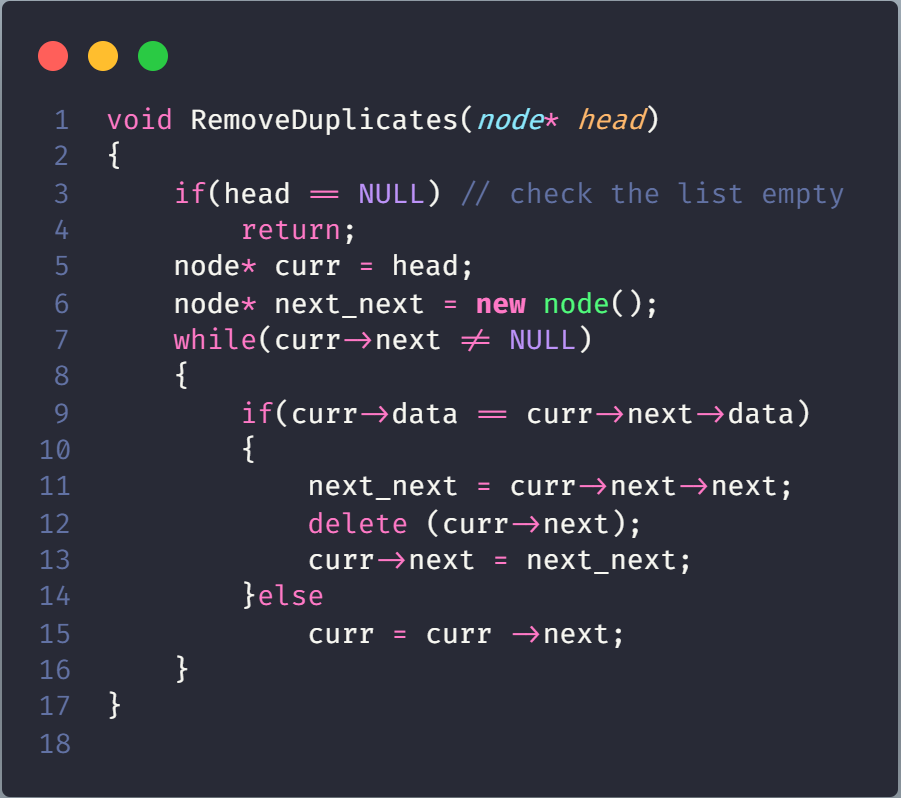 1 void RemoveDuplicates(node* head)
2 {
3     if(head == NULL) // check the list empty
4         return;
5     node* curr = head;
6     node* next_next = new node();
7     while(curr->next != NULL)
8     {
9         if(curr->data == curr->next->data)
10         {
11             next_next = curr->next->next;
12             delete (curr->next);
13             curr->next = next_next;
14         }else
15             curr = curr ->next;
16     }
17 }
18